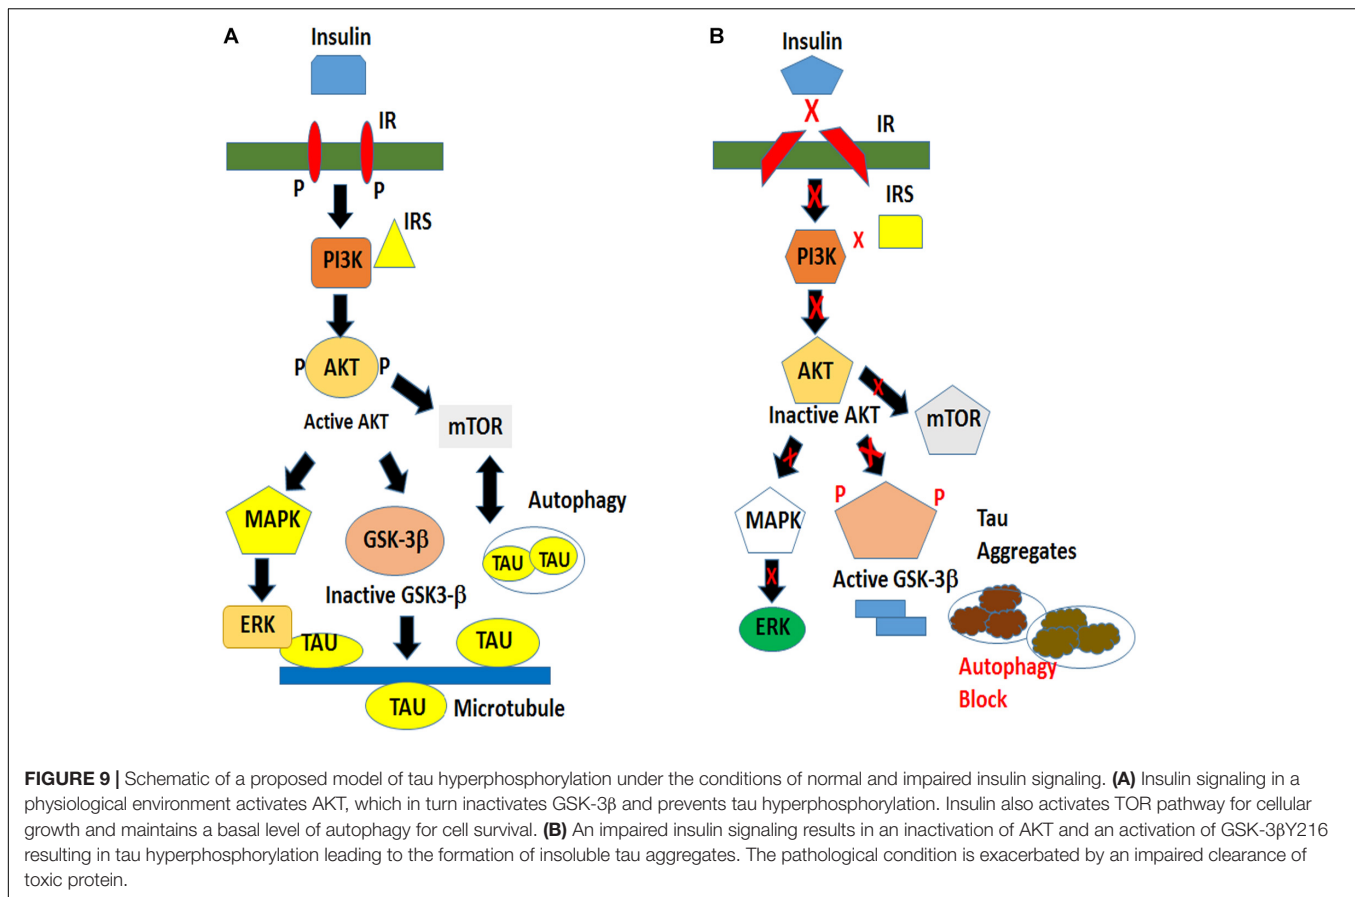 A
Insulin
IR
P
P
IRS
PI3K
P
AKT
P
Active AKT
mTOR
MAPK
GSK-3β
Autophagy
TAU
TAU
Inactive GSK3-β
ERK
TAU
TAU
TAU
Microtubule
B
Insulin
X
IR
X
IRS
X
PI3K
X
AKT
X
Inactive AKT
mTOR
X
X
P
P
MAPK
Tau
Aggregates
Active GSK-3β
X
ERK
Autophagy
Block
FIGURE 9 | Schematic of a proposed model of tau hyperphosphorylation under the conditions of normal and impaired insulin signaling. (A) Insulin signaling in a
physiological environment activates AKT, which in turn inactivates GSK-3β and prevents tau hyperphosphorylation. Insulin also activates TOR pathway for cellular
growth and maintains a basal level of autophagy for cell survival. (B) An impaired insulin signaling results in an inactivation of AKT and an activation of GSK-3βY216
resulting in tau hyperphosphorylation leading to the formation of insoluble tau aggregates. The pathological condition is exacerbated by an impaired clearance of
toxic protein.